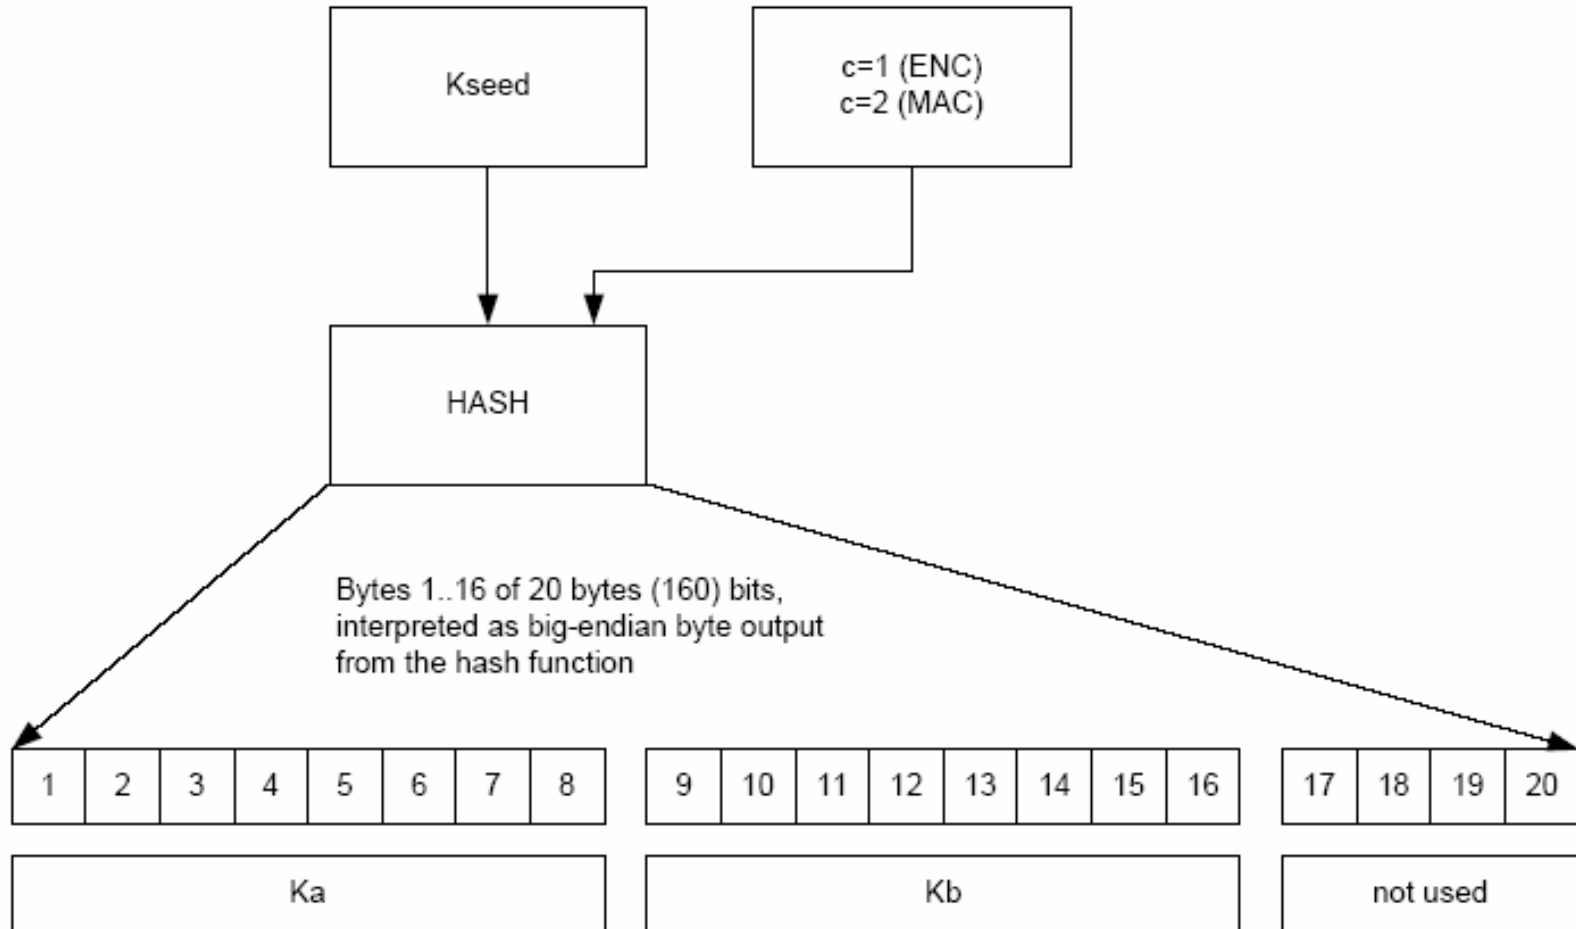 Kseed
c=1 (ENC)
c=2 (MAC)
HASH
Bytes 1..16 of 20 bytes (160) bits,
interpreted as big-endian byte output
from the hash function
1 2 3 4 5 6 7 8 9 10 11 12 13 14 15 16 17 18 19 20
Ka Kb not used